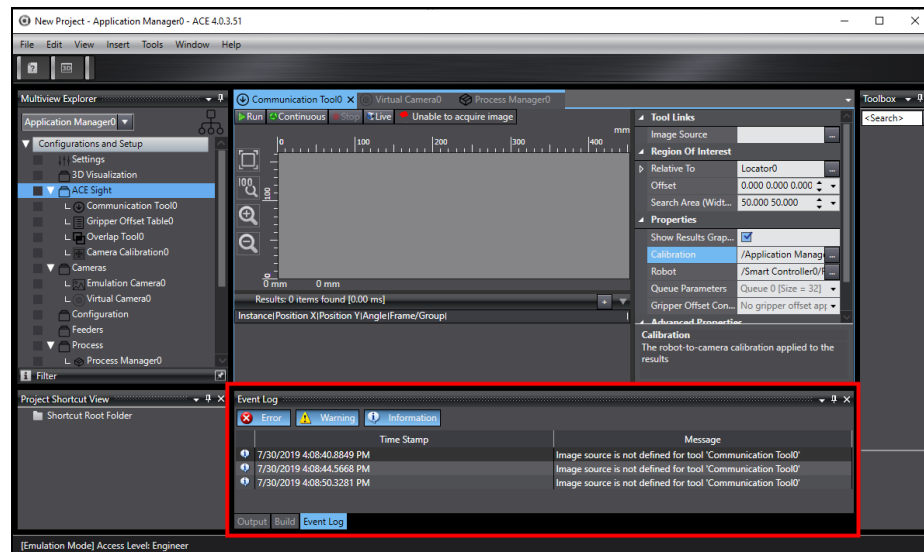 New Project - Application Manager0 - ACE 4.0.3.51
File Edit View Insert Tools Window Help
Multiview Explorer
Application Manager0
Configurations and Setup
Settings
3D Visualization
ACE Sight
Communication Tool0
Gripper Offset Table0
Overlap Tool0
Camera Calibration0
Cameras
Emulation Camera0
Virtual Camera0
Configuration
Feeders
Process
Process Manager0
Filter
Project Shortcut View
Shortcut Root Folder
Communication Tool0 X Virtual Camera0 Process Manager0
Run Continuous Stop Live Unable to acquire image
mm
0 100 200 300 400
100%
8
0
0 mm 0 mm
Results: 0 items found [0.00 ms]
Instance|Position X|Position Y|Angle|Frame/Group|
Tool Links
Image Source
Region Of Interest
Relative To Locator0
Offset 0.000 0.000 0.000
Search Area (Widt... 50.000 50.000
Properties
Show Results Grap...
Calibration /Application Manag
Robot /Smart Controller0/
Queue Parameters Queue 0 [Size = 32]
Gripper Offset Con... No gripper offset app
Advanced Properties
Calibration
The robot-to-camera calibration applied to the
results
Toolbox
<Search>
Event Log
Error Warning Information
Time Stamp Message
7/30/2019 4:08:40.8849 PM Image source is not defined for tool 'Communication Tool0'
7/30/2019 4:08:44.5668 PM Image source is not defined for tool 'Communication Tool0'
7/30/2019 4:08:50.3281 PM Image source is not defined for tool 'Communication Tool0'
Output Build Event Log
[Emulation Mode] Access Level: Engineer